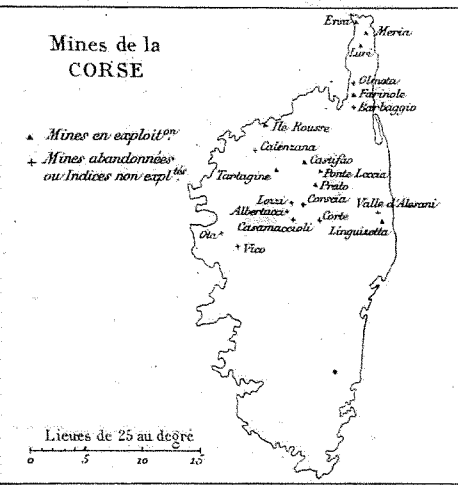 Mines de la
CORSE
Mines en exploit.on
Mines abandonnées
ou Indices non expl.tés
Ersa
Meria
Luri
Olmeta
Farinole
Barbaggio
Ile Rousse
Calenzana
Castifao
Tartagine
Ponte Leccia
Prato
Lozzi
Corscia
Valle d'Alesani
Albertacci
Corte
Casamaccioli
Linguizetta
Ota
Vico
Lieues de 25 au degré
0 5 10 15